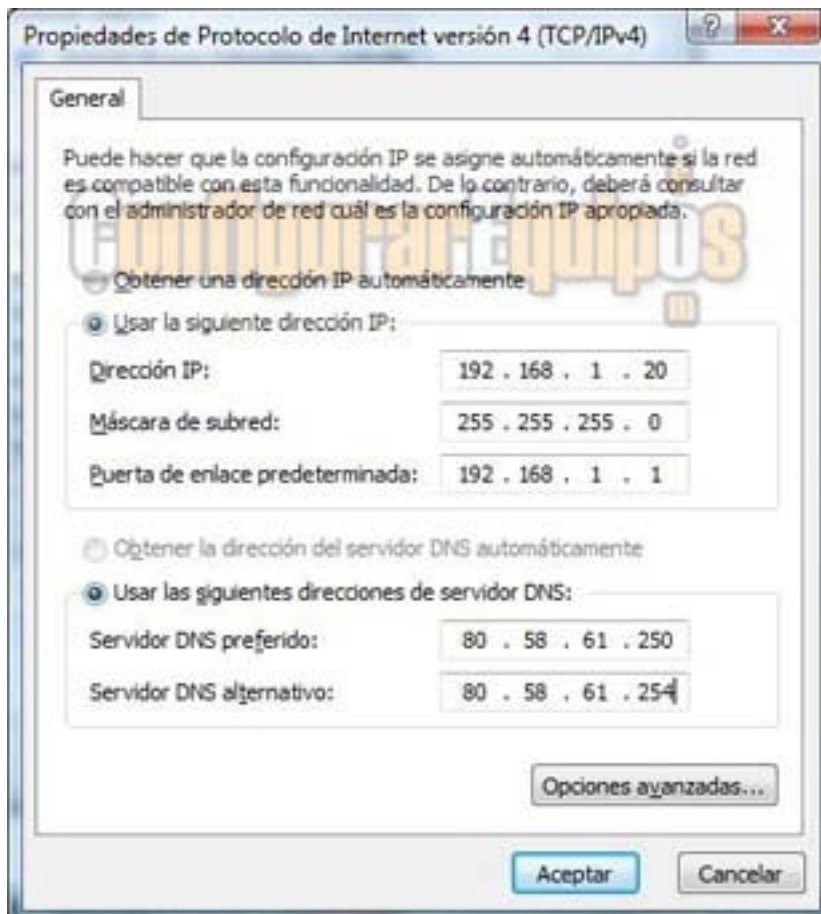 Propiedades de Protocolo de Internet versión 4 (TCP/IPv4)
General
Puede hacer que la configuración IP se asigne automáticamente si la red
es compatible con esta funcionalidad. De lo contrario, deberá consultar
con el administrador de red cuál es la configuración IP apropiada.
ConfigurarEquipos
Obtener una dirección IP automáticamente
Usar la siguiente dirección IP:
Dirección IP: 192 . 168 . 1 . 20
Máscara de subred: 255 . 255 . 255 . 0
Puerta de enlace predeterminada: 192 . 168 . 1 . 1
Obtener la dirección del servidor DNS automáticamente
Usar las siguientes direcciones de servidor DNS:
Servidor DNS preferido: 80 . 58 . 61 . 250
Servidor DNS alternativo: 80 . 58 . 61 . 254
Opciones avanzadas...
Aceptar Cancelar